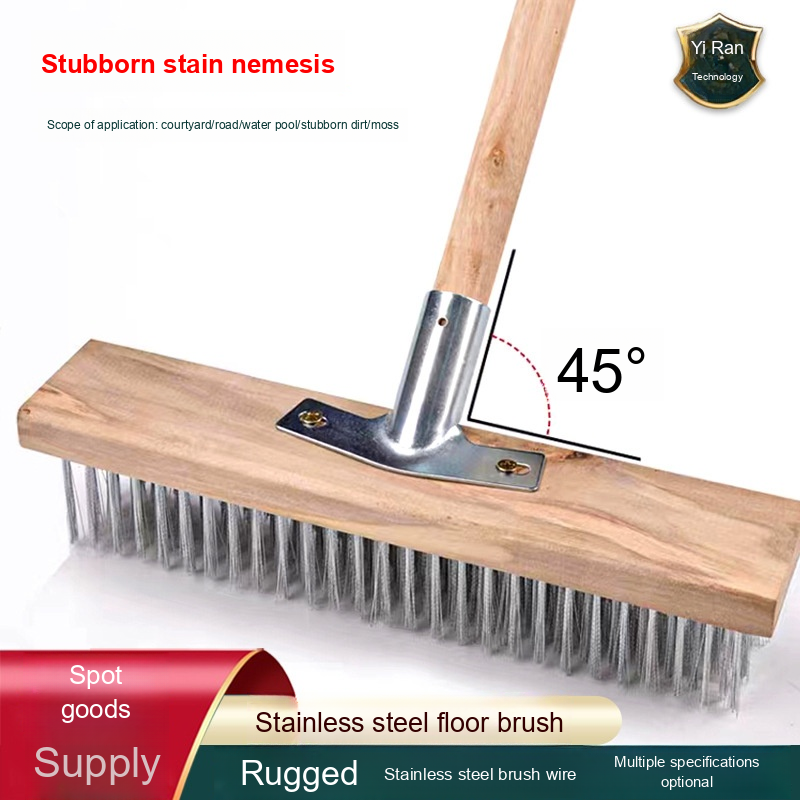 Stubborn stain nemesis
Yi Ran
Technology
Scope of application: courtyard/road/water pool/stubborn dirt/moss
45°
Spot
goods
Supply
Stainless steel floor brush
Rugged
Stainless steel brush wire
Multiple specifications
optional